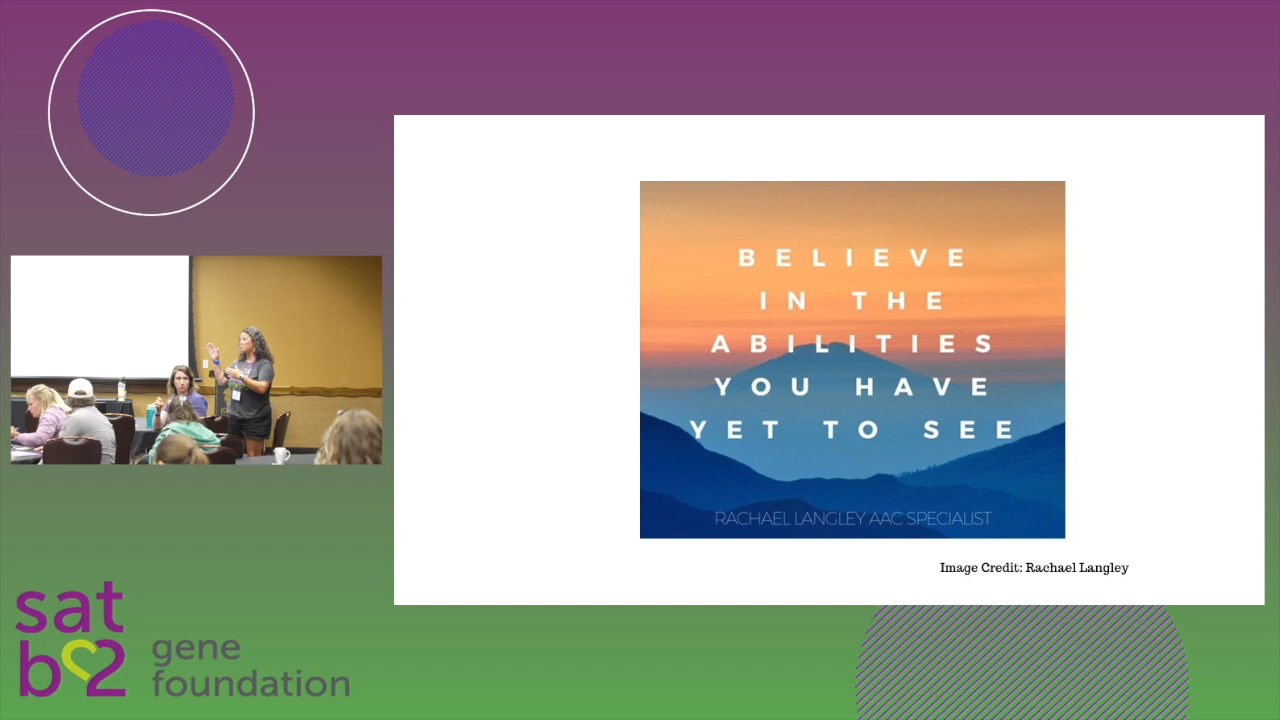 BELIEVE
IN THE
ABILITIES
YOU HAVE
YET TO SEE
RACHAEL LANGLEY AAC SPECIALIST
Image Credit: Rachael Langley
sat
b2
gene
foundation